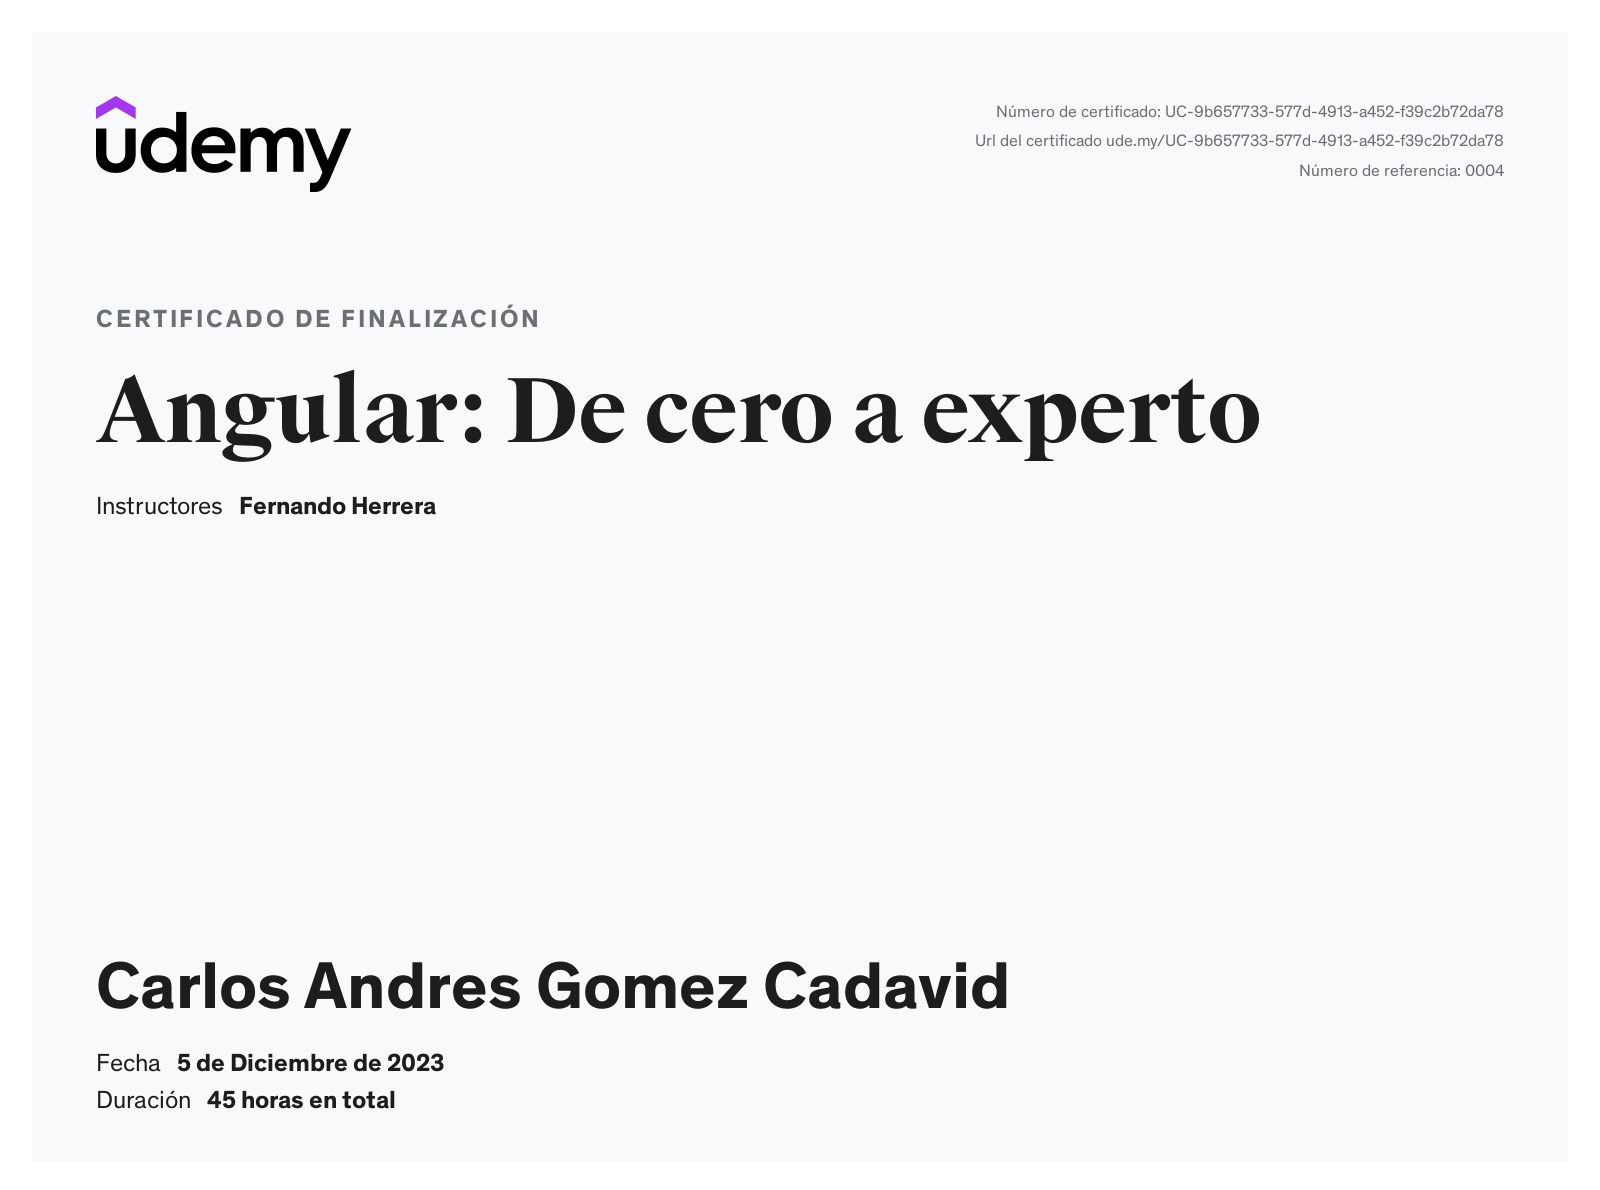 udemy
Número de certificado: UC-9b657733-577d-4913-a452-f39c2b72da78
Url del certificado ude.my/UC-9b657733-577d-4913-a452-f39c2b72da78
Número de referencia: 0004
CERTIFICADO DE FINALIZACIÓN
Angular: De cero a experto
Instructores Fernando Herrera
Carlos Andres Gomez Cadavid
Fecha 5 de Diciembre de 2023
Duración 45 horas en total